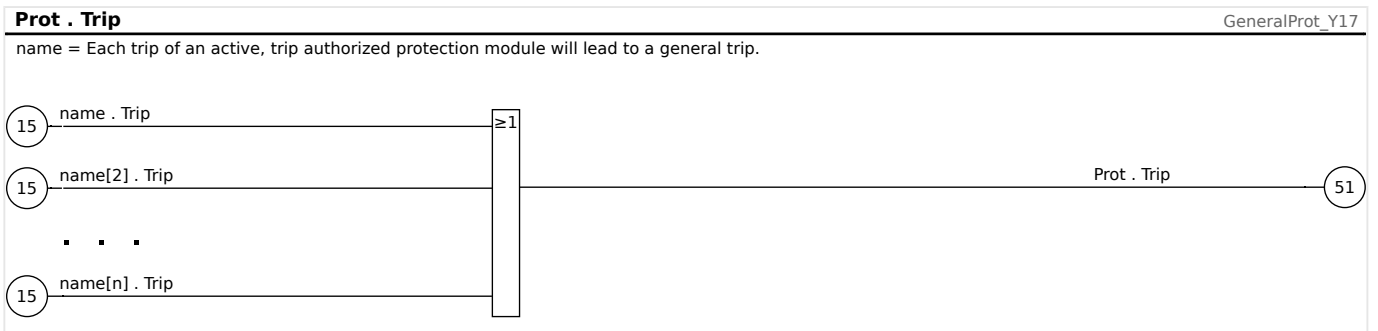 Prot . Trip
GeneralProt_Y17
name = Each trip of an active, trip authorized protection module will lead to a general trip.
name . Trip
15
≥1
name[2] . Trip
15
Prot . Trip
51
. . .
name[n] . Trip
15